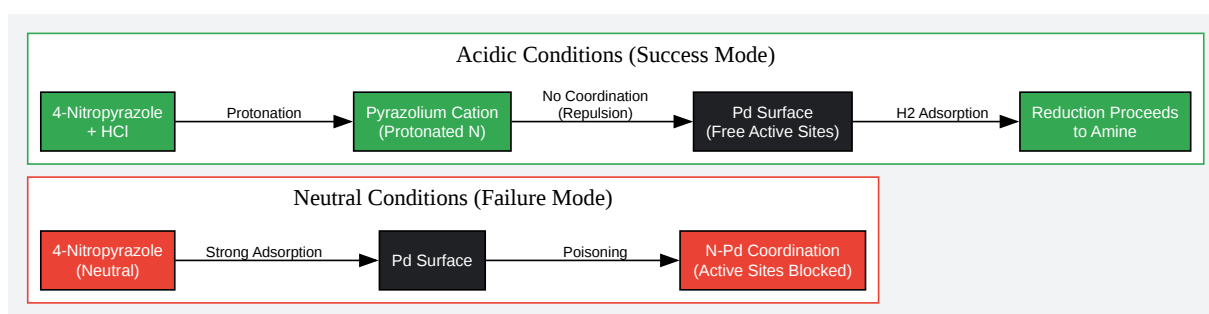 Acidic Conditions (Success Mode)
4-Nitropyrazole
+ HCl
Protonation
Pyrazolium Cation
(Protonated N)
No Coordination
(Repulsion)
Pd Surface
(Free Active Sites)
H2 Adsorption
Reduction Proceeds
to Amine
Neutral Conditions (Failure Mode)
4-Nitropyrazole
(Neutral)
Strong Adsorption
Pd Surface
Poisoning
N-Pd Coordination
(Active Sites Blocked)